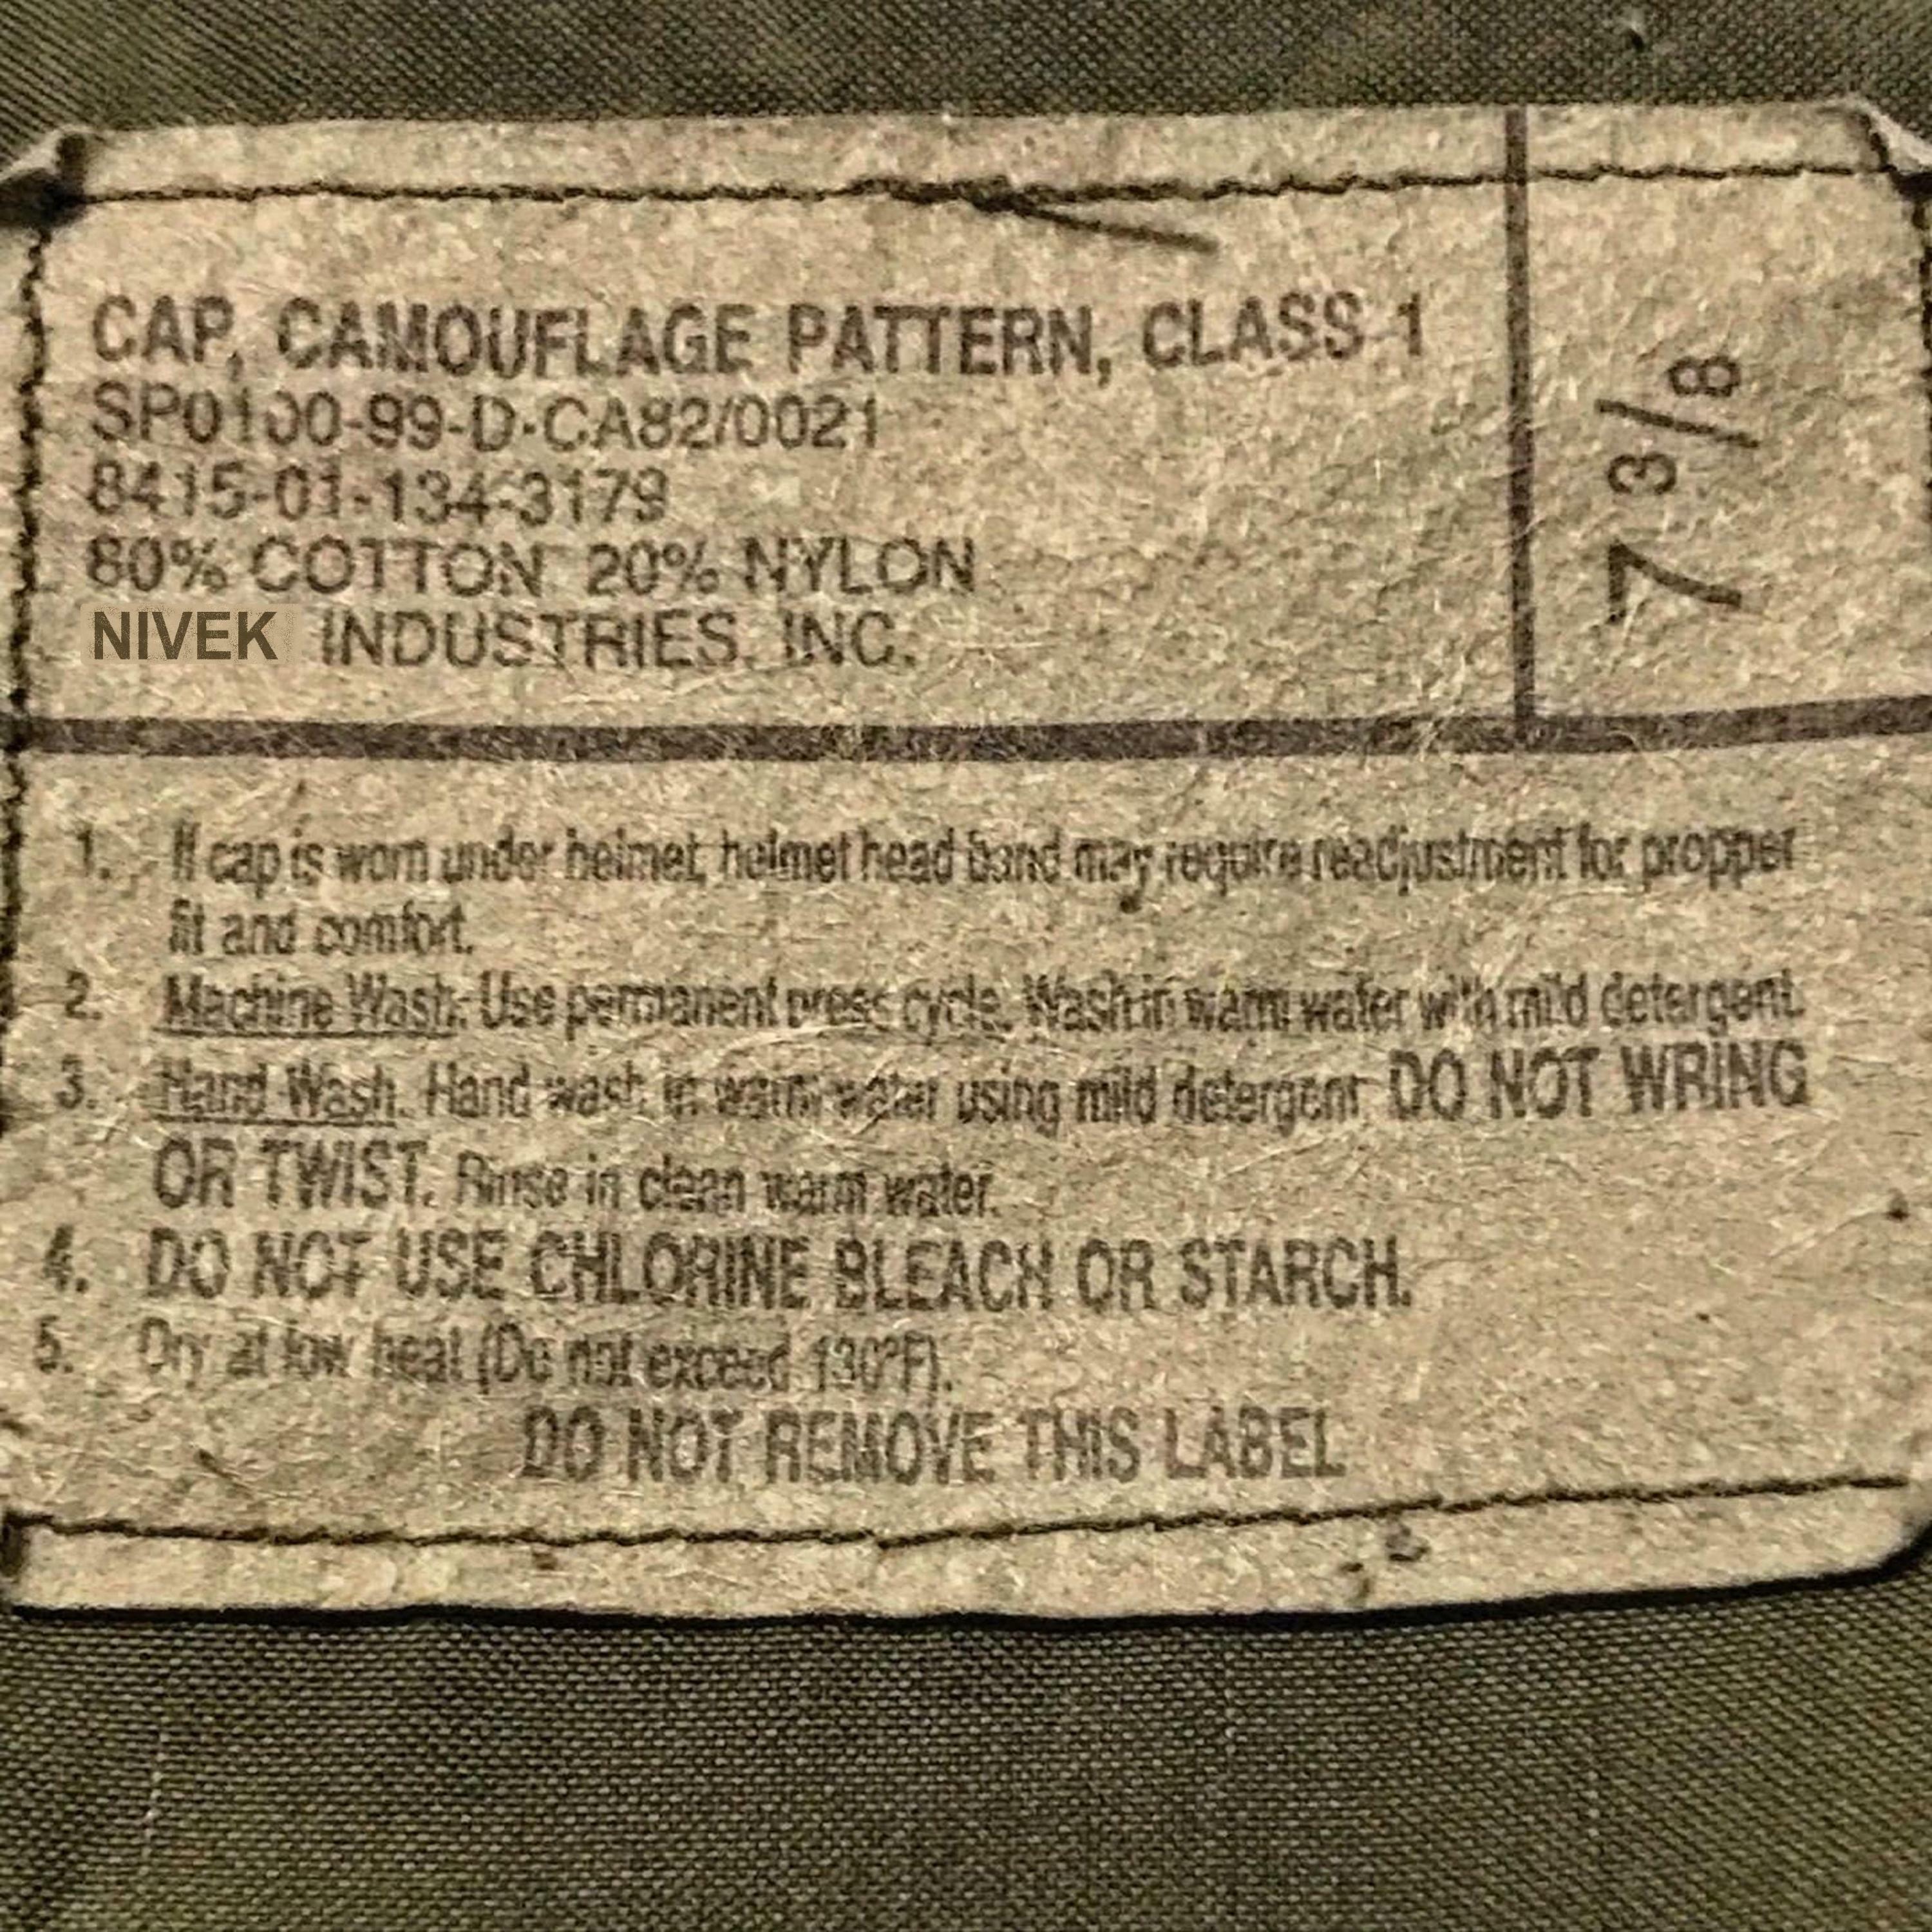 CAP, CAMOUFLAGE PATTERN, CLASS 1
SP0100-99-D-CA82/0021
8415-01-134-3179
80% COTTON 20% NYLON
NIVEK INDUSTRIES, INC.
7 3/8
1. If cap is worn under helmet, helmet head band may require readjustment for propper
fit and comfort.
2. Machine Wash: Use permanent press cycle. Wash in warm water with mild detergent.
3. Hand Wash. Hand wash in warm water using mild detergent DO NOT WRING
OR TWIST. Rinse in clean warm water.
4. DO NOT USE CHLORINE BLEACH OR STARCH.
5. Dry at low heat (Do not exceed 130°F).
DO NOT REMOVE THIS LABEL